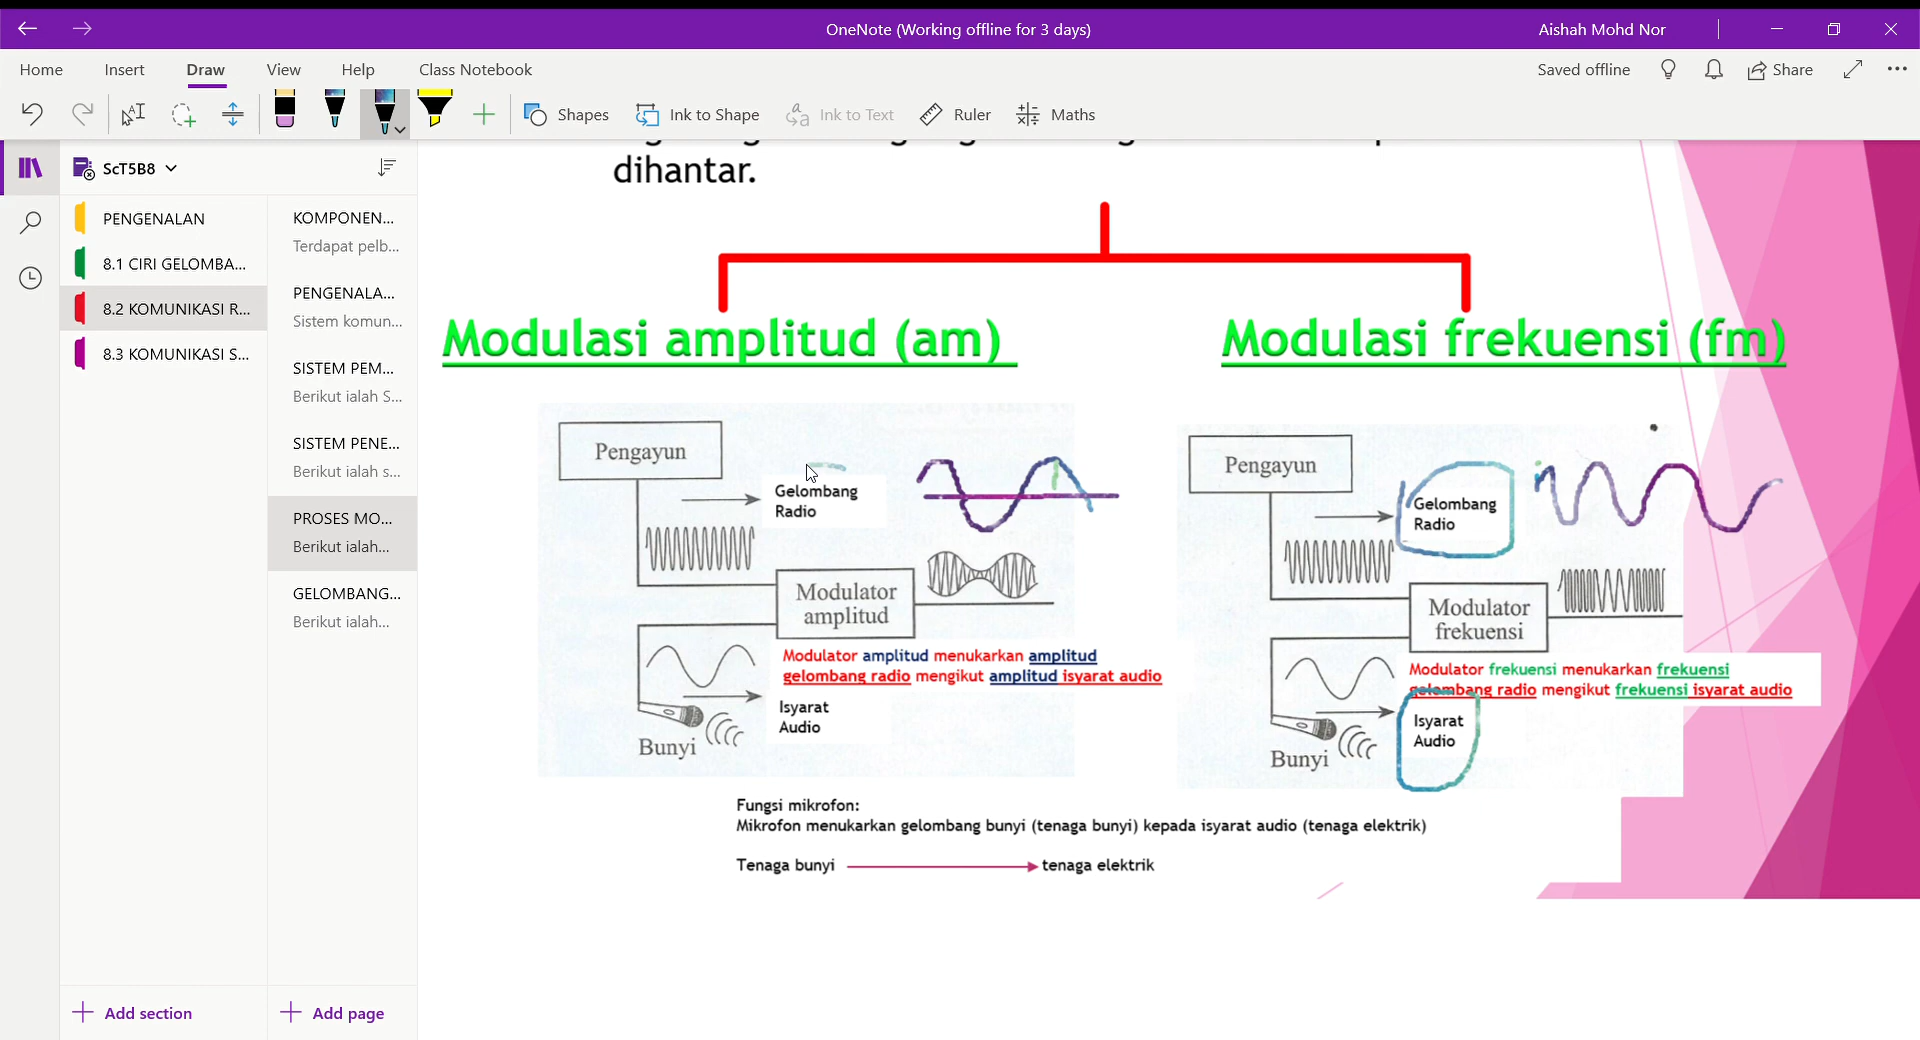 OneNote (Working offline for 3 days)
Aishah Mohd Nor
Home
Insert
Draw
View
Help
Class Notebook
Saved offline
Share
Shapes
Ink to Shape
Ink to Text
Ruler
Maths
ScT5B8
PENGENALAN
8.1 CIRI GELOMBA...
8.2 KOMUNIKASI R...
8.3 KOMUNIKASI S...
KOMPONEN...
Terdapat pelb...
PENGENALA...
Sistem komun...
SISTEM PEM...
Berikut ialah S...
SISTEM PENE...
Berikut ialah s...
PROSES MO...
Berikut ialah...
GELOMBANG...
Berikut ialah...
Add section
Add page
dihantar.
Modulasi amplitud (am)
Pengayun
Gelombang
Radio
Modulator
amplitud
Modulator amplitud menukarkan amplitud
gelombang radio mengikut amplitud isyarat audio
Isyarat
Audio
Bunyi
Modulasi frekuensi (fm)
Pengayun
Gelombang
Radio
Modulator
frekuensi
Modulator frekuensi menukarkan frekuensi
gelombang radio mengikut frekuensi isyarat audio
Isyarat
Audio
Bunyi
Fungsi mikrofon:
Mikrofon menukarkan gelombang bunyi (tenaga bunyi) kepada isyarat audio (tenaga elektrik)
Tenaga bunyi
tenaga elektrik